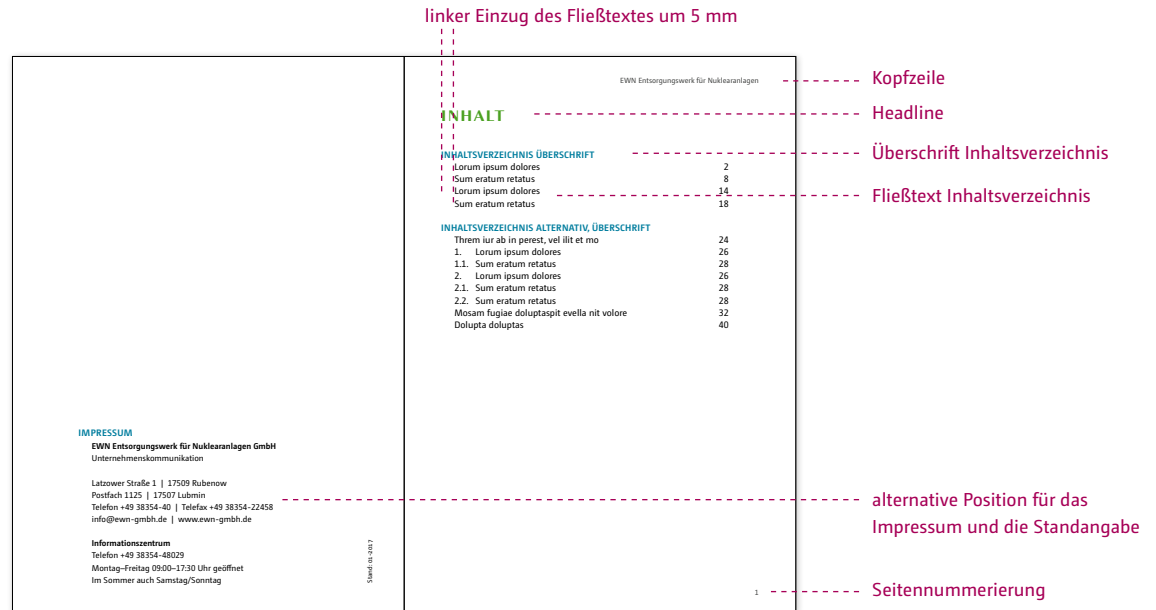 linker Einzug des Fließtextes um 5 mm
EWN Entsorgungswerk für Nuklearanlagen
Kopfzeile
INHALT
Headline
INHALTSVERZEICHNIS ÜBERSCHRIFT
Überschrift Inhaltsverzeichnis
Lorum ipsum dolores 2
Sum eratum retatus 8
Lorum ipsum dolores 14
Fließtext Inhaltsverzeichnis
Sum eratum retatus 18
INHALTSVERZEICHNIS ALTERNATIV, ÜBERSCHRIFT
Threm iur ab in perest, vel ilit et mo 24
1. Lorum ipsum dolores 26
1.1. Sum eratum retatus 28
2. Lorum ipsum dolores 26
2.1. Sum eratum retatus 28
2.2. Sum eratum retatus 28
Mosam fugiae doluptaspit evella nit volore 32
Dolupta doluptas 40
IMPRESSUM
EWN Entsorgungswerk für Nuklearanlagen GmbH
Unternehmenskommunikation
Latzower Straße 1 | 17509 Rubenow
Postfach 1125 | 17507 Lubmin
Telefon +49 38354-40 | Telefax +49 38354-22458
info@ewn-gmbh.de | www.ewn-gmbh.de
alternative Position für das
Impressum und die Standangabe
Informationszentrum
Telefon +49 38354-48029
Montag–Freitag 09:00–17:30 Uhr geöffnet
Im Sommer auch Samstag/Sonntag
Stand: 01-2017
1
Seitennummerierung